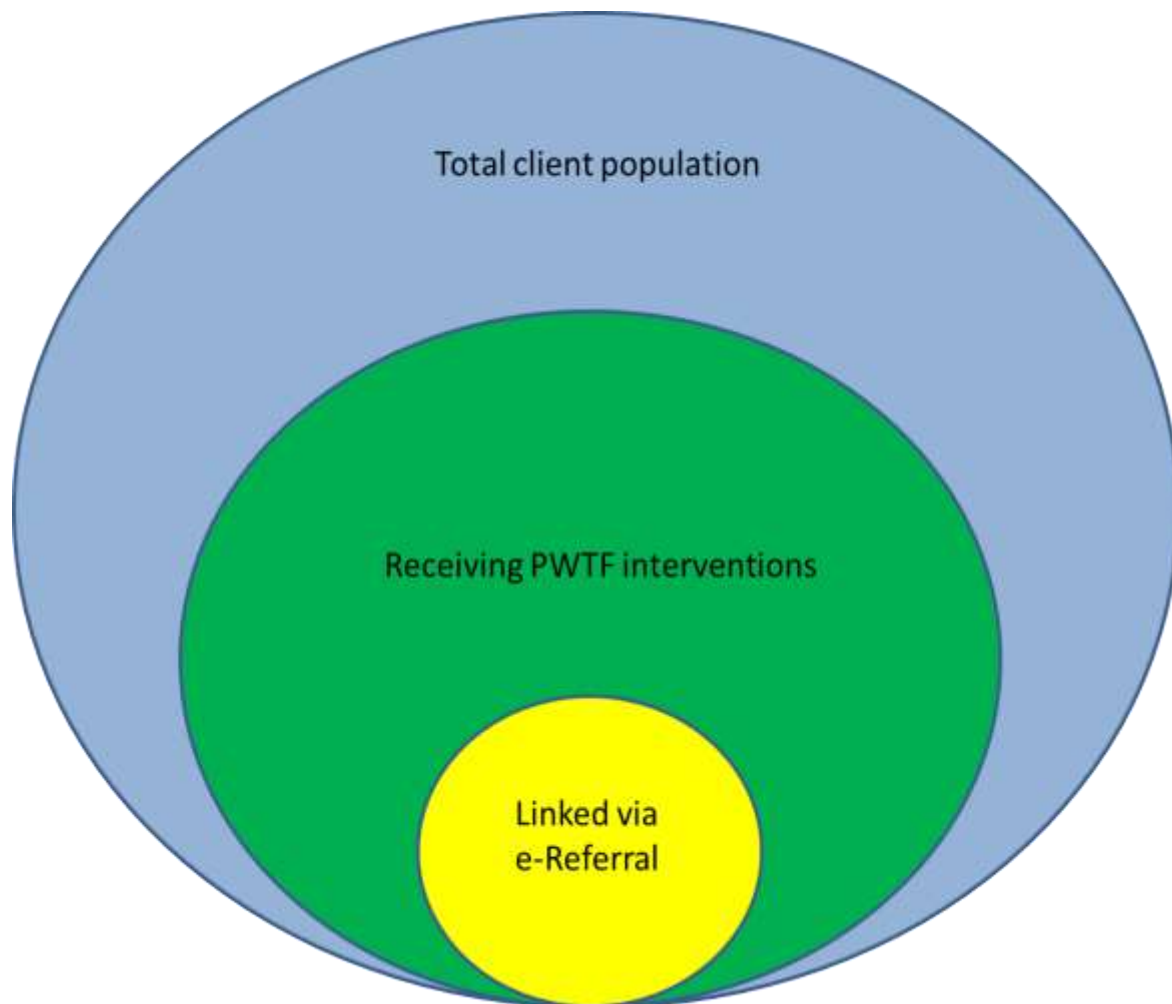 Total client population
Receiving PWTF interventions
Linked via
e-Referral